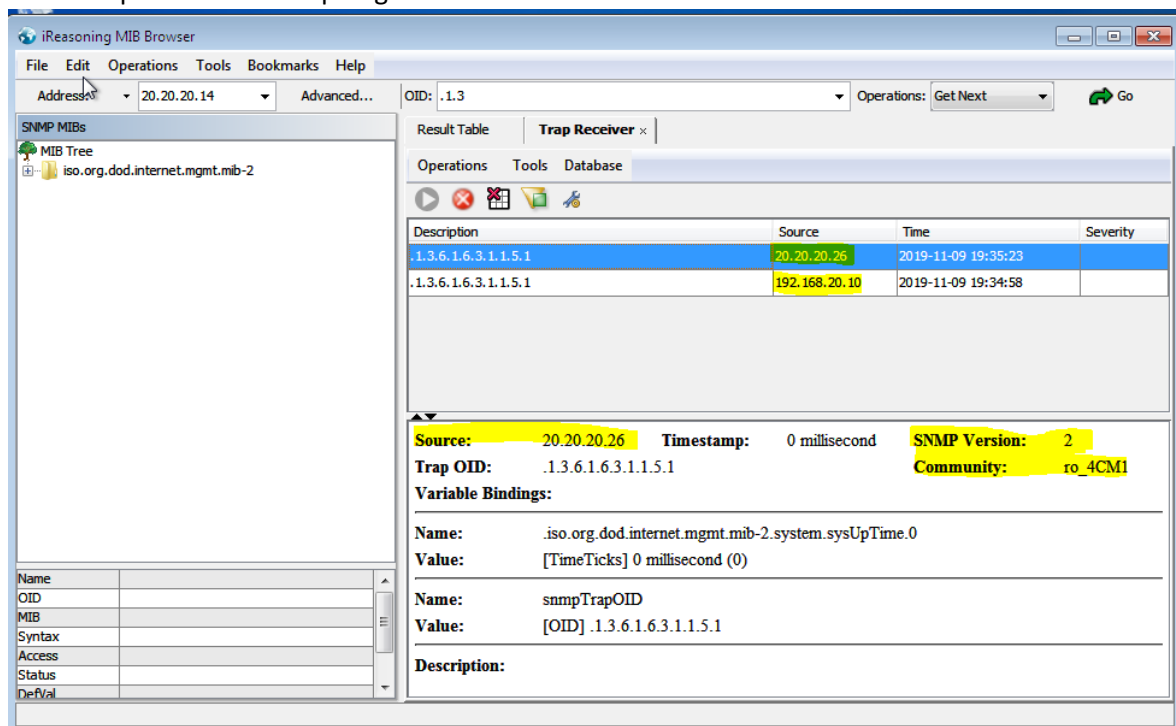 iReasoning MIB Browser
File Edit Operations Tools Bookmarks Help
Address: 20.20.20.14 Advanced... OID: .1.3 Operations: Get Next Go
SNMP MIBs
MIB Tree
iso.org.dod.internet.mgmt.mib-2
Result Table Trap Receiver ×
Operations Tools Database
Description Source Time Severity
.1.3.6.1.6.3.1.1.5.1 20.20.20.26 2019-11-09 19:35:23
.1.3.6.1.6.3.1.1.5.1 192.168.20.10 2019-11-09 19:34:58
Source: 20.20.20.26 Timestamp: 0 millisecond SNMP Version: 2
Trap OID: .1.3.6.1.6.3.1.1.5.1 Community: ro_4CM1
Variable Bindings:
Name: .iso.org.dod.internet.mgmt.mib-2.system.sysUpTime.0
Value: [TimeTicks] 0 millisecond (0)
Name: snmpTrapOID
Value: [OID] .1.3.6.1.6.3.1.1.5.1
Description:
Name
OID
MIB
Syntax
Access
Status
DefVal